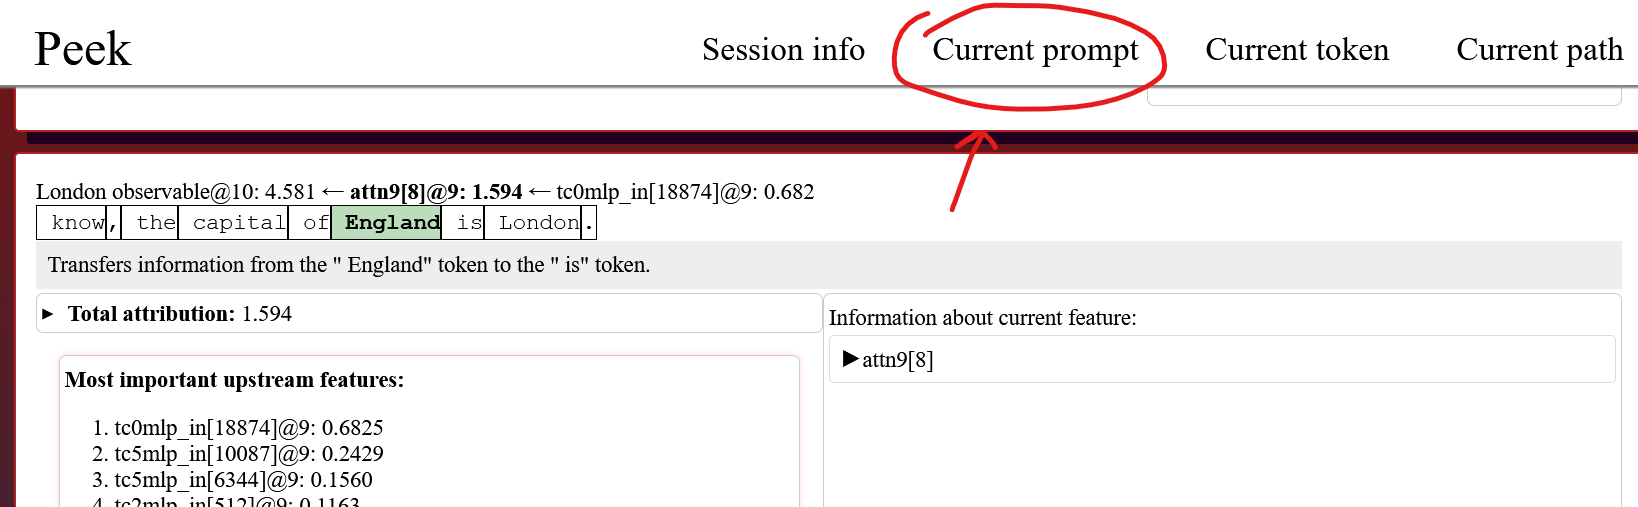 Peek Session info Current prompt Current token Current path
London observable@10: 4.581 ← attn9[8]@9: 1.594 ← tc0mlp_in[18874]@9: 0.682
know, the capital of England is London.
Transfers information from the " England" token to the " is" token.
▶ Total attribution: 1.594
Information about current feature:
▶attn9[8]
Most important upstream features:
1. tc0mlp_in[18874]@9: 0.6825
2. tc5mlp_in[10087]@9: 0.2429
3. tc5mlp_in[6344]@9: 0.1560
4. tc2mlp_in[512]@9: 0.1163